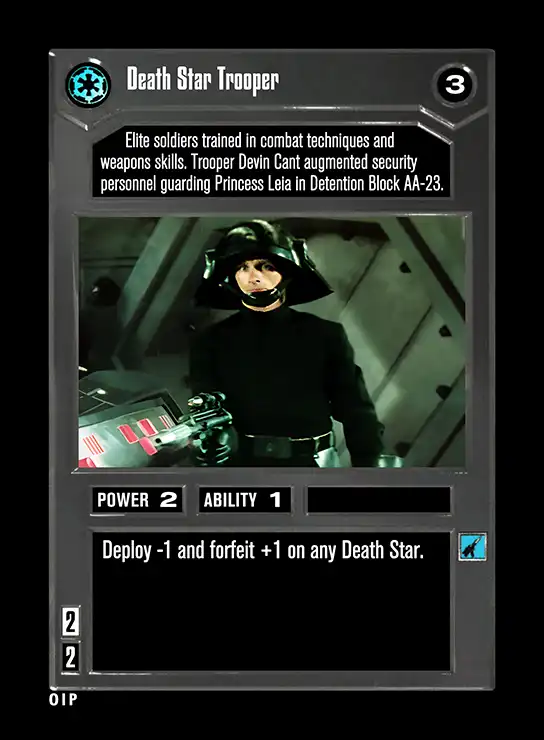 Death Star Trooper
3
Elite soldiers trained in combat techniques and
weapons skills. Trooper Devin Cant augmented security
personnel guarding Princess Leia in Detention Block AA-23.
POWER 2 ABILITY 1
Deploy -1 and forfeit +1 on any Death Star.
2
2
OIP